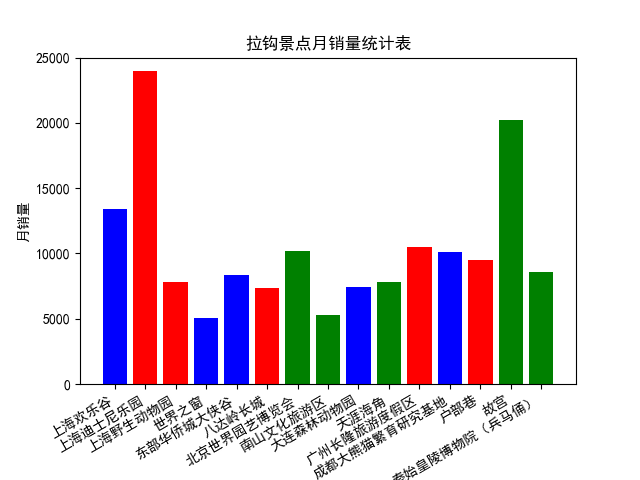 拉钩景点月销量统计表
月销量
25000
20000
15000
10000
5000
0
上海欢乐谷
上海迪士尼乐园
上海野生动物园
世界之窗
东部华侨城大侠谷
八达岭长城
北京世界园艺博览会
南山文化旅游区
大连森林动物园
天涯海角
广州长隆旅游度假区
成都大熊猫繁育研究基地
户部巷
故宫
秦始皇陵博物院（兵马俑）